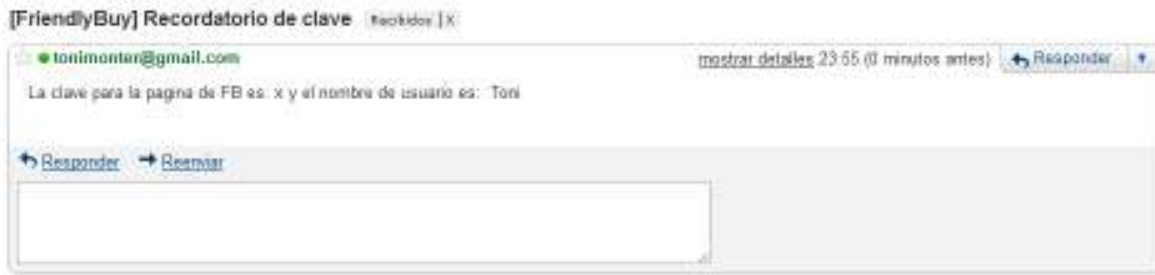 [FriendlyBuy] Recordatorio de clave Recibidos | X
tonimonter@gmail.com mostrar detalles 23:55 (0 minutos antes) Responder
La clave para la pagina de FB es: x y el nombre de usuario es: Toni
Responder Reenviar